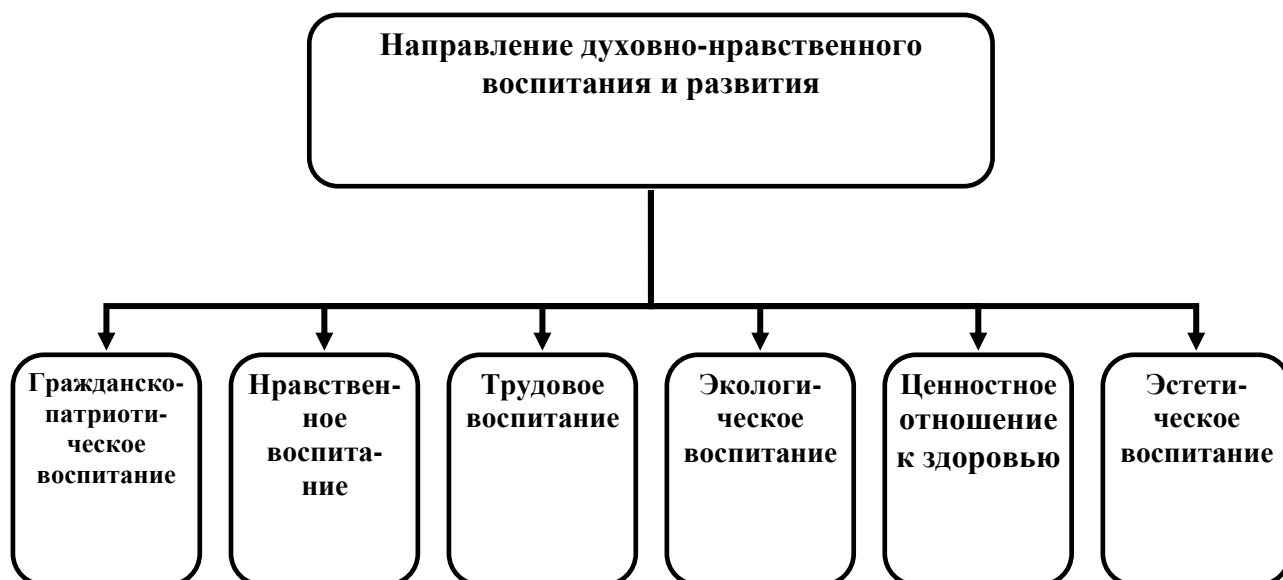 Направление духовно-нравственного
воспитания и развития
Гражданско-
патриоти-
ческое
воспитание
Нравствен-
ное
воспита-
ние
Трудовое
воспитание
Экологи-
ческое
воспитание
Ценностное
отношение
к здоровью
Эстети-
ческое
воспитание